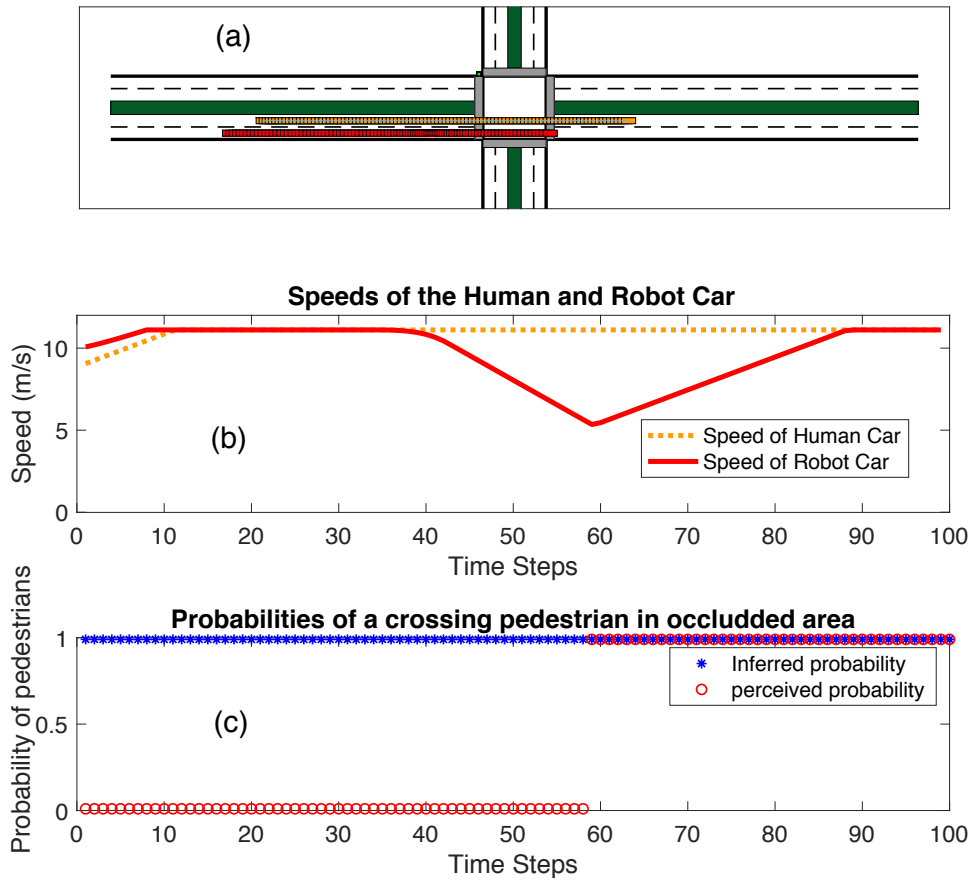 (a)
Speeds of the Human and Robot Car
10
5
0
Speed (m/s)
(b)
Speed of Human Car
Speed of Robot Car
0 10 20 30 40 50 60 70 80 90 100
Time Steps
Probabilities of a crossing pedestrian in occludded area
1
0.5
0
Probability of pedestrians
(c)
Inferred probability
perceived probability
0 10 20 30 40 50 60 70 80 90 100
Time Steps